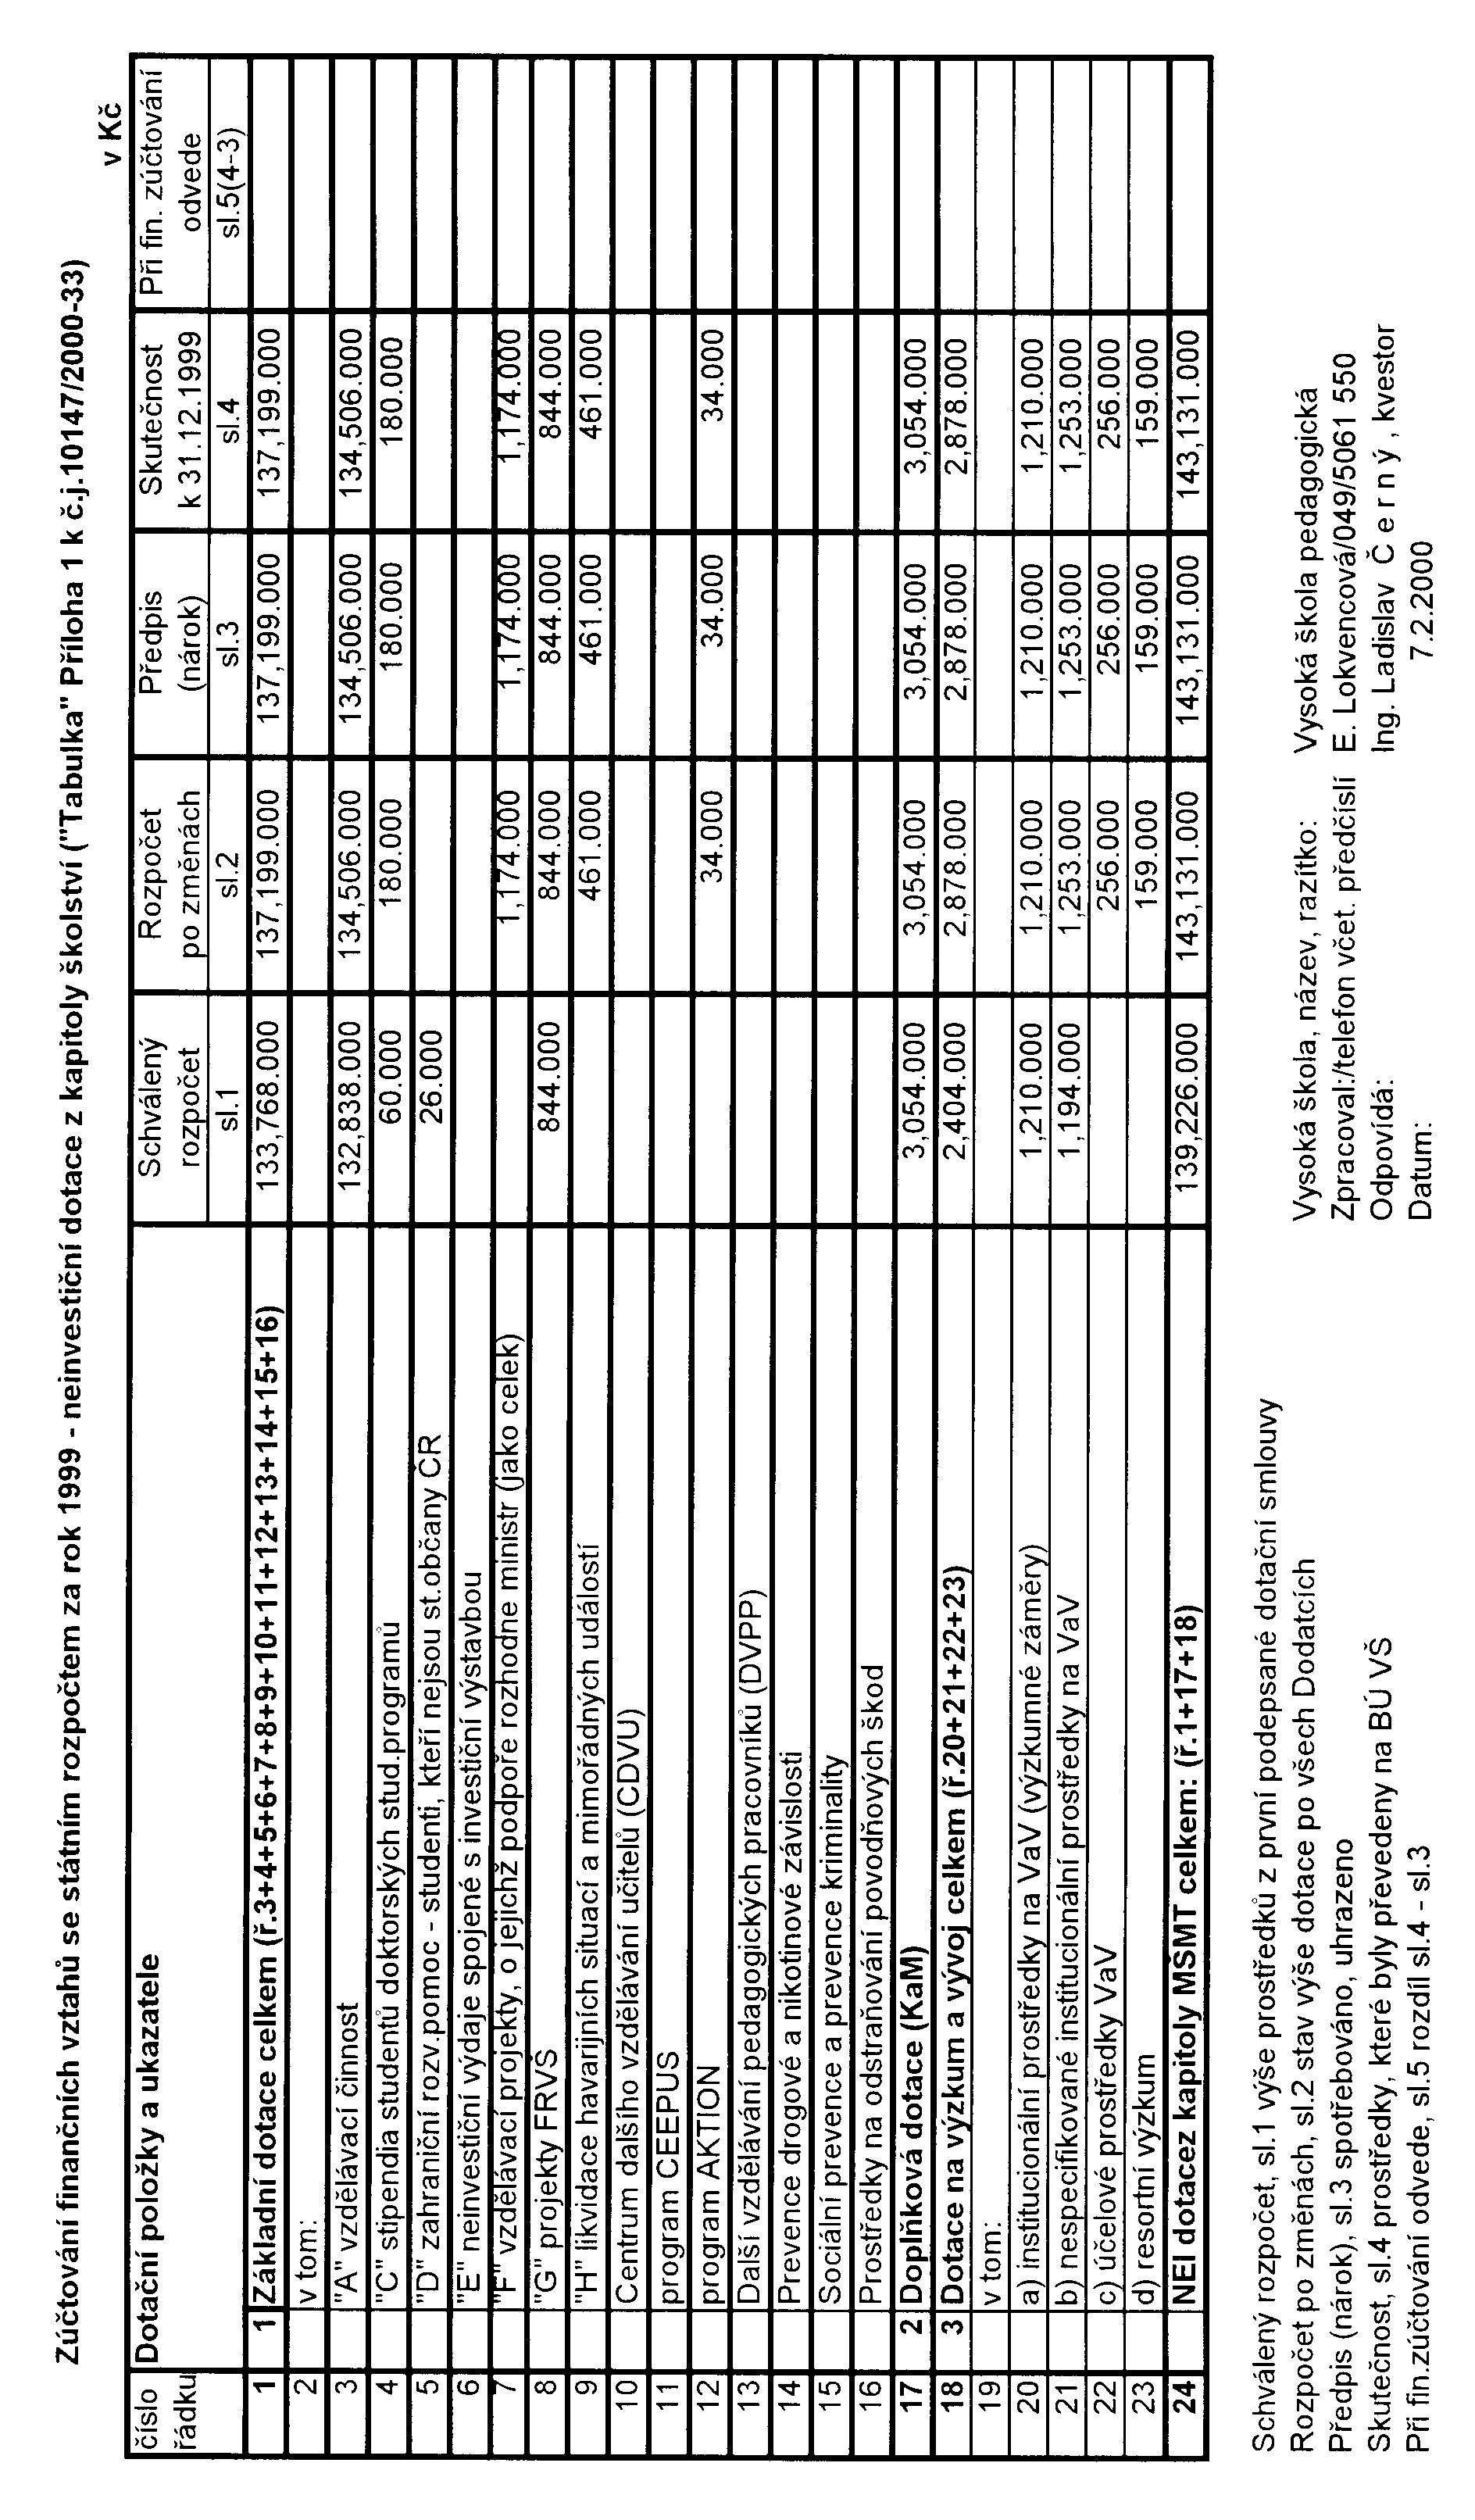 Zúčtování finančních vztahů se státním rozpočtem za rok 1999 - neinvestiční dotace z kapitoly školství ("Tabulka" Příloha 1 k č.j.10147/2000-33)
v Kč
číslo řádku Dotační položky a ukazatele Schválený rozpočet Rozpočet po změnách Předpis (nárok) Skutečnost k 31.12.1999 Při fin. zúčtování odvede
sl.1 sl.2 sl.3 sl.4 sl.5(4-3)
1 1 Základní dotace celkem (ř.3+4+5+6+7+8+9+10+11+12+13+14+15+16) 133,768.000 137,199.000 137,199.000 137,199.000
2 v tom:
3 "A" vzdělávací činnost 132,838.000 134,506.000 134,506.000 134,506.000
4 "C" stipendia studentů doktorských stud.programů 60.000 180.000 180.000 180.000
5 "D" zahraniční rozv.pomoc - studenti, kteří nejsou st.občany ČR 26.000
6 "E" neinvestiční výdaje spojené s investiční výstavbou
7 "F" vzdělávací projekty, o jejichž podpoře rozhodne ministr (jako celek) 1,174.000 1,174.000 1,174.000
8 "G" projekty FRVŠ 844.000 844.000 844.000 844.000
9 "H" likvidace havarijních situací a mimořádných událostí 461.000 461.000 461.000
10 Centrum dalšího vzdělávání učitelů (CDVU)
11 program CEEPUS
12 program AKTION 34.000 34.000 34.000
13 Další vzdělávání pedagogických pracovníků (DVPP)
14 Prevence drogové a nikotinové závislosti
15 Sociální prevence a prevence kriminality
16 Prostředky na odstraňování povodňových škod
17 2 Doplňková dotace (KaM) 3,054.000 3,054.000 3,054.000 3,054.000
18 3 Dotace na výzkum a vývoj celkem (ř.20+21+22+23) 2,404.000 2,878.000 2,878.000 2,878.000
19 v tom:
20 a) institucionální prostředky na VaV (výzkumné záměry) 1,210.000 1,210.000 1,210.000 1,210.000
21 b) nespecifikované institucionální prostředky na VaV 1,194.000 1,253.000 1,253.000 1,253.000
22 c) účelové prostředky VaV 256.000 256.000 256.000
23 d) resortní výzkum 159.000 159.000 159.000
24 NEI dotacez kapitoly MŠMT celkem: (ř.1+17+18) 139,226.000 143,131.000 143,131.000 143,131.000
Schválený rozpočet, sl.1 výše prostředků z první podepsané dotační smlouvy
Rozpočet po změnách, sl.2 stav výše dotace po všech Dodatcích
Předpis (nárok), sl.3 spotřebováno, uhrazeno
Skutečnost, sl.4 prostředky, které byly převedeny na BÚ VŠ
Při fin.zúčtování odvede, sl.5 rozdíl sl.4 - sl.3
Vysoká škola, název, razítko: Vysoká škola pedagogická
Zpracoval:/telefon včet. předčíslí E. Lokvencová/049/5061 550
Odpovídá: Ing. Ladislav Č e r n ý , kvestor
Datum: 7.2.2000